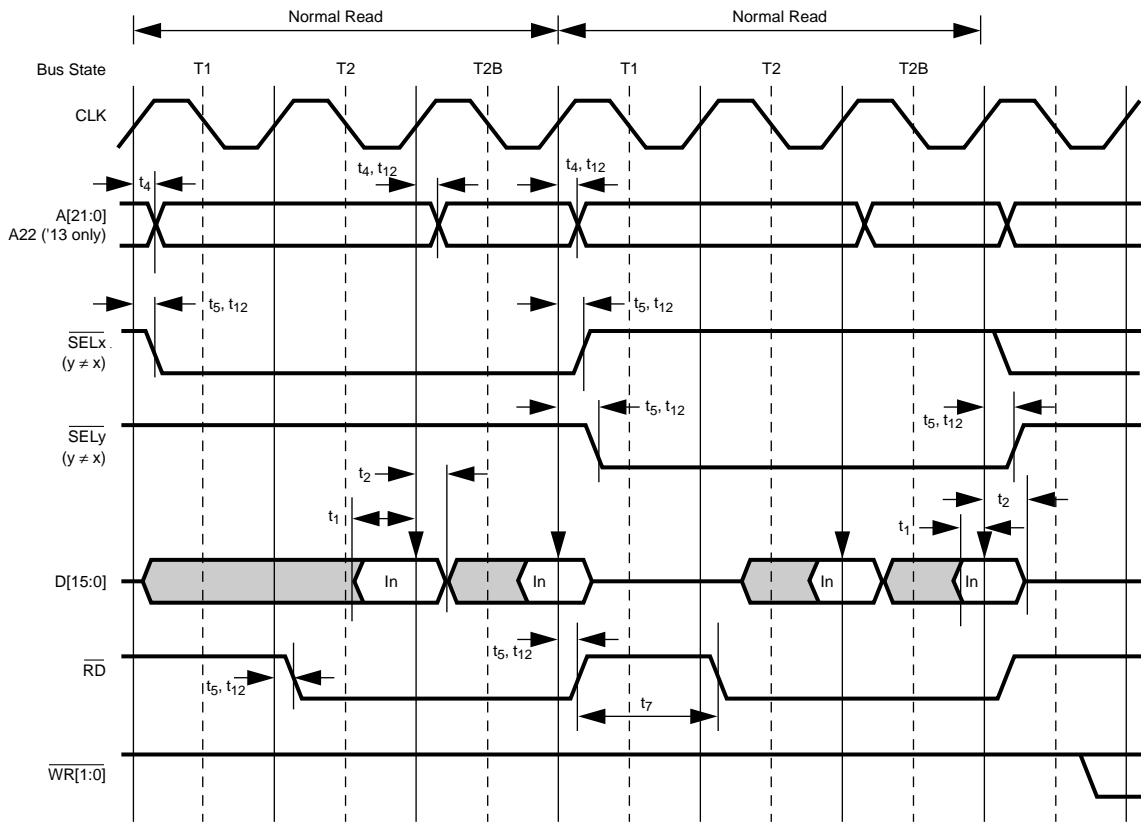 Normal Read Normal Read
Bus State T1 T2 T2B T1 T2 T2B
CLK
t4 t4, t12 t4, t12
A[21:0]
A22 ('13 only)
t5, t12 t5, t12
SELx
(y ≠ x)
t5, t12 t5, t12
SELy
(y ≠ x)
t2 t2
t1 t1
D[15:0] In In In In
t5, t12
RD
t5, t12
t7
WR[1:0]